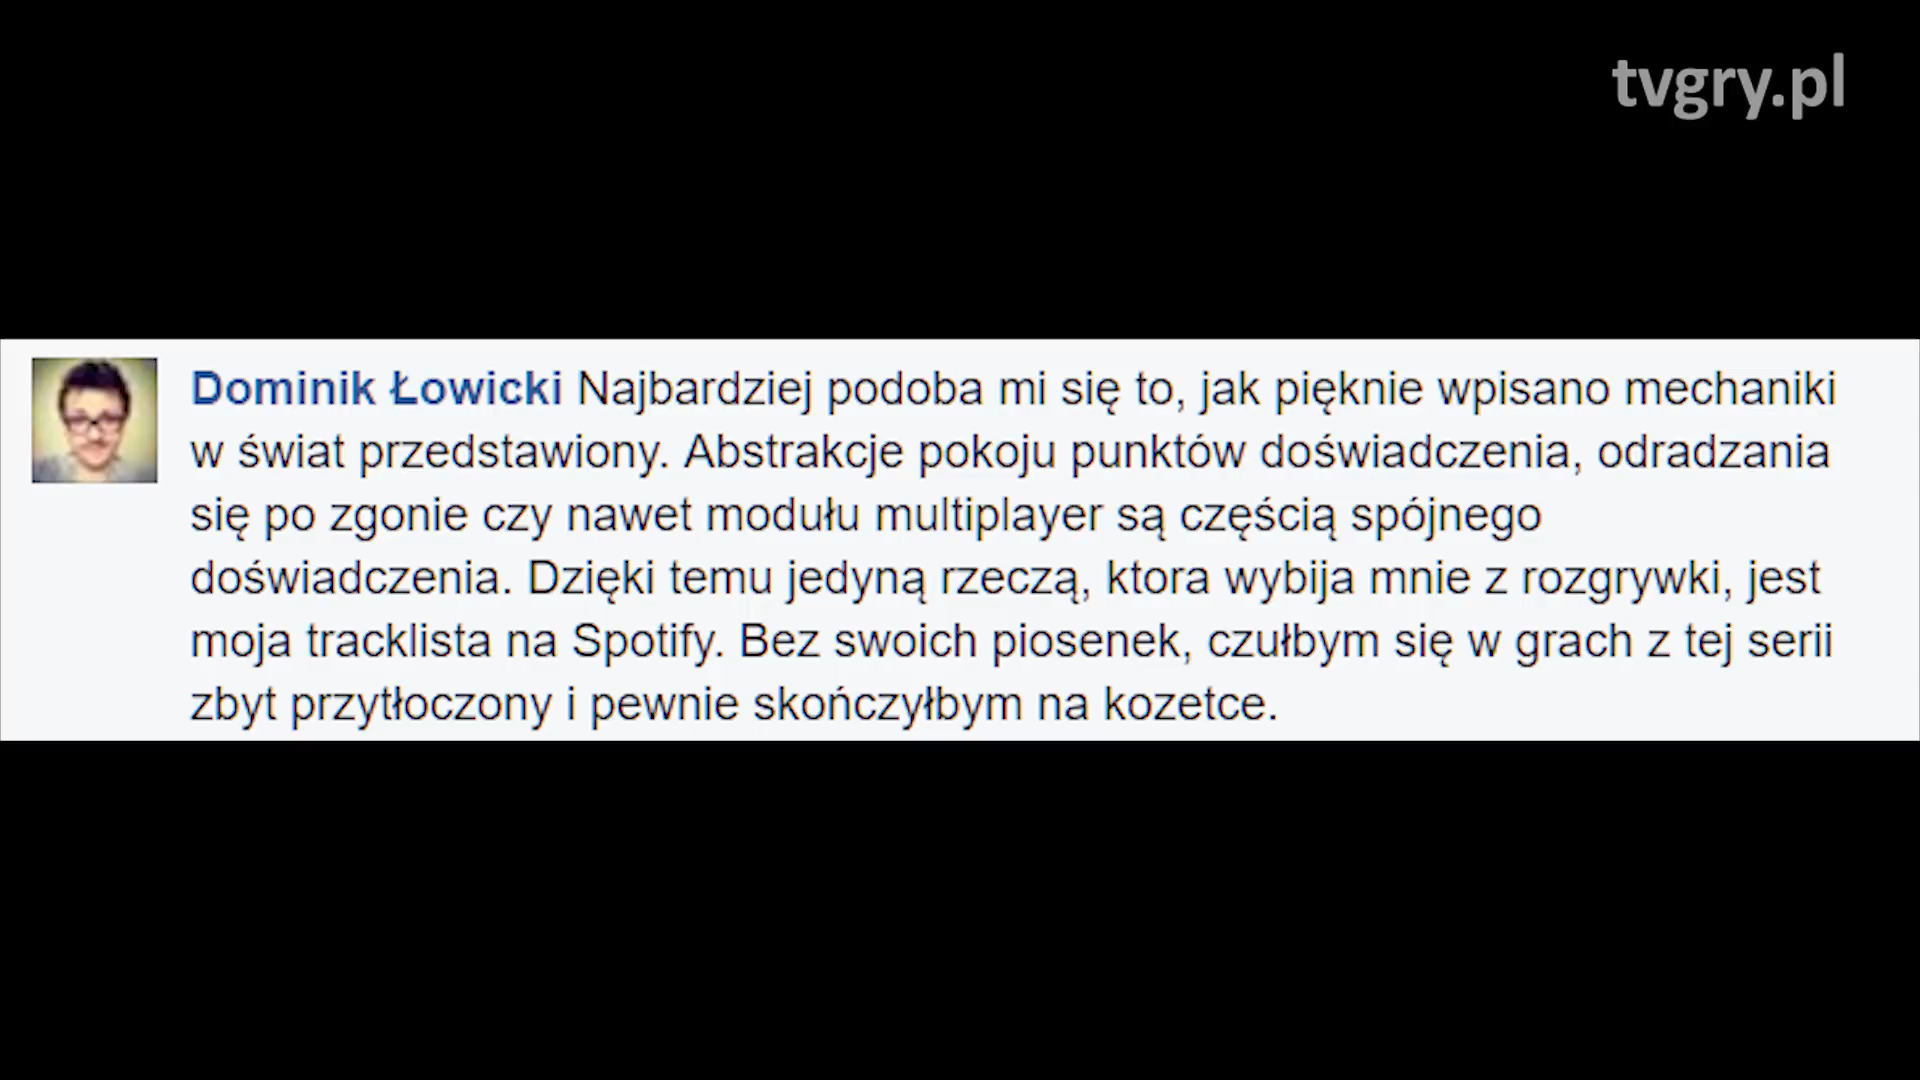 tvgry.pl
Dominik Łowicki Najbardziej podoba mi się to, jak pięknie wpisano mechaniki
w świat przedstawiony. Abstrakcje pokoju punktów doświadczenia, odradzania
się po zgonie czy nawet modułu multiplayer są częścią spójnego
doświadczenia. Dzięki temu jedyną rzeczą, ktora wybija mnie z rozgrywki, jest
moja tracklista na Spotify. Bez swoich piosenek, czułbym się w grach z tej serii
zbyt przytłoczony i pewnie skończyłbym na kozetce.